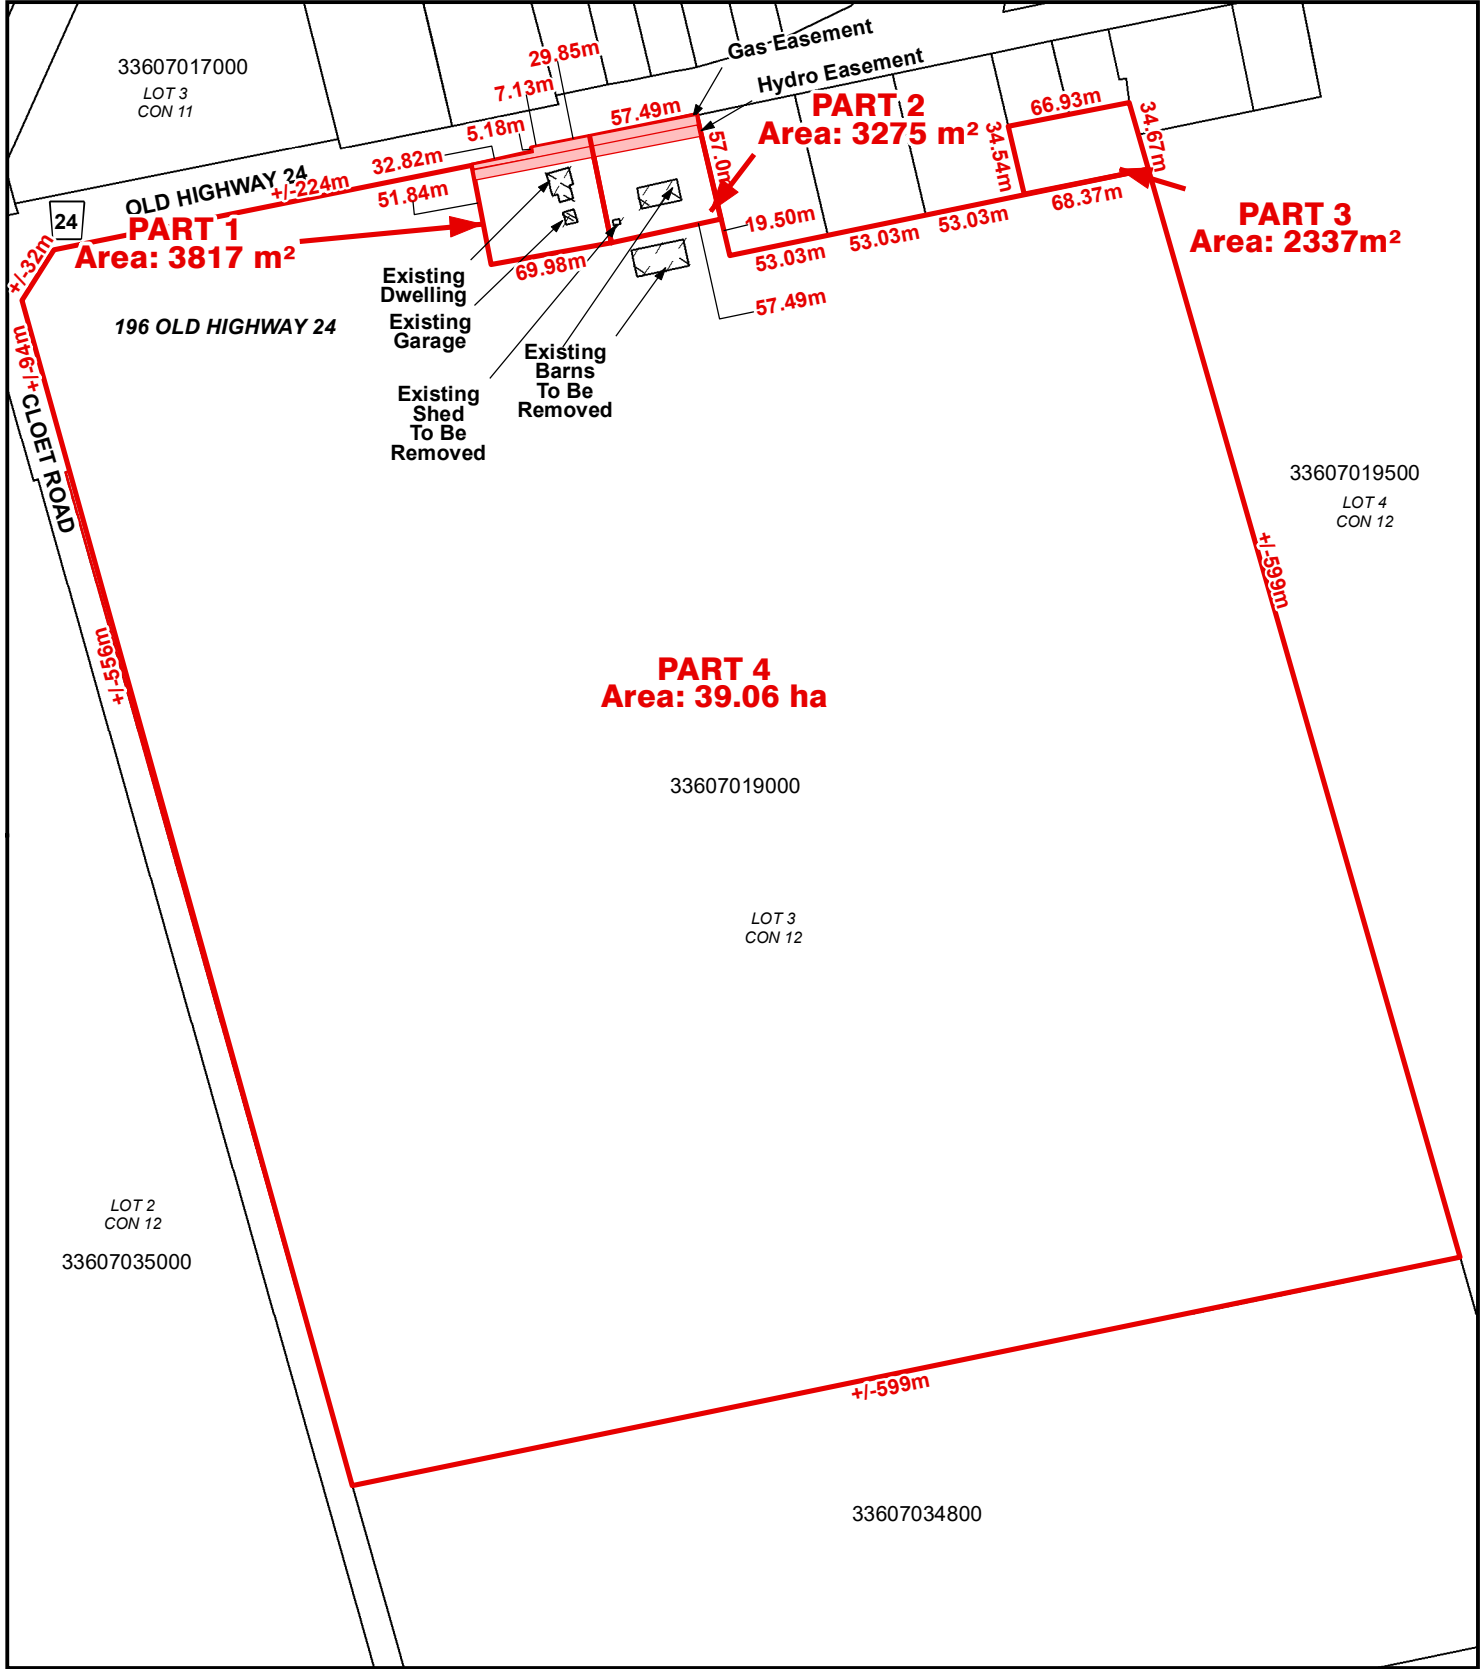 33607017000
LOT 3
CON 11
29.85m
7.13m
5.18m
57.49m
Gas Easement
Hydro Easement
PART 2
Area: 3275 m²
66.93m
34.67m
34.54m
57.0m
32.82m
OLD HIGHWAY 24
+/-224m
51.84m
24
PART 1
Area: 3817 m²
+/-32m
19.50m
53.03m
53.03m
53.03m
68.37m
PART 3
Area: 2337m²
69.98m
57.49m
Existing
Dwelling
Existing
Garage
196 OLD HIGHWAY 24
Existing
Barns
To Be
Removed
Existing
Shed
To Be
Removed
+/-94m
CLOET ROAD
33607019500
LOT 4
CON 12
+/-599m
+/-556m
PART 4
Area: 39.06 ha
33607019000
LOT 3
CON 12
LOT 2
CON 12
33607035000
+/-599m
33607034800